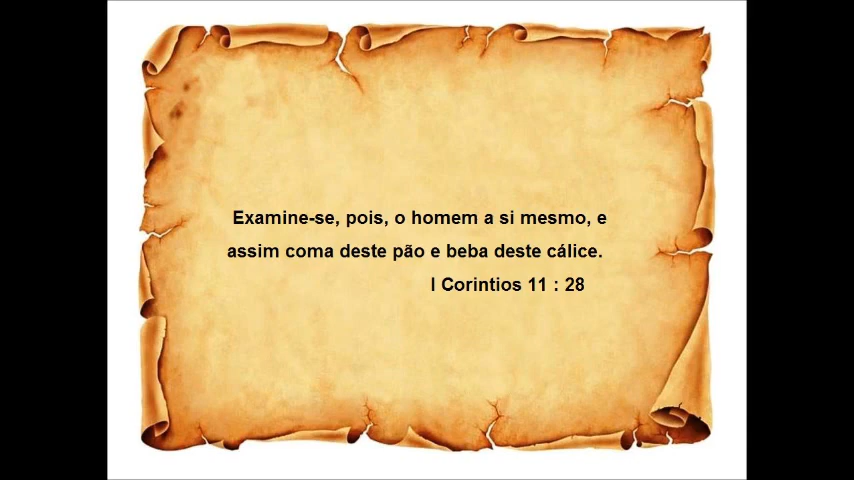 Examine-se, pois, o homem a si mesmo, e
assim coma deste pão e beba deste cálice.
I Corintios 11 : 28